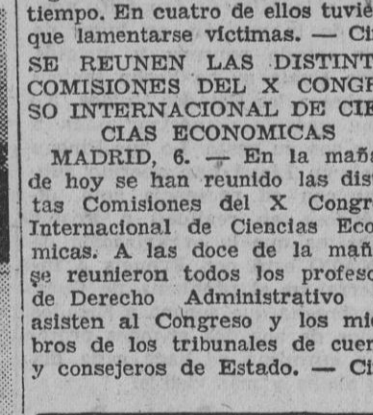 tiempo. En cuatro de ellos tuvie
que lamentarse víctimas. — Ci
SE REUNEN LAS DISTINT
COMISIONES DEL X CONG
SO INTERNACIONAL DE CIE
CIAS ECONOMICAS
MADRID, 6. — En la maña
de hoy se han reunido las dis
tas Comisiones del X Congr
Internacional de Ciencias Eco
micas. A las doce de la mañ
se reunieron todos los profeso
de Derecho Administrativo
asisten al Congreso y los mi
bros de los tribunales de cuen
y consejeros de Estado. — Ci